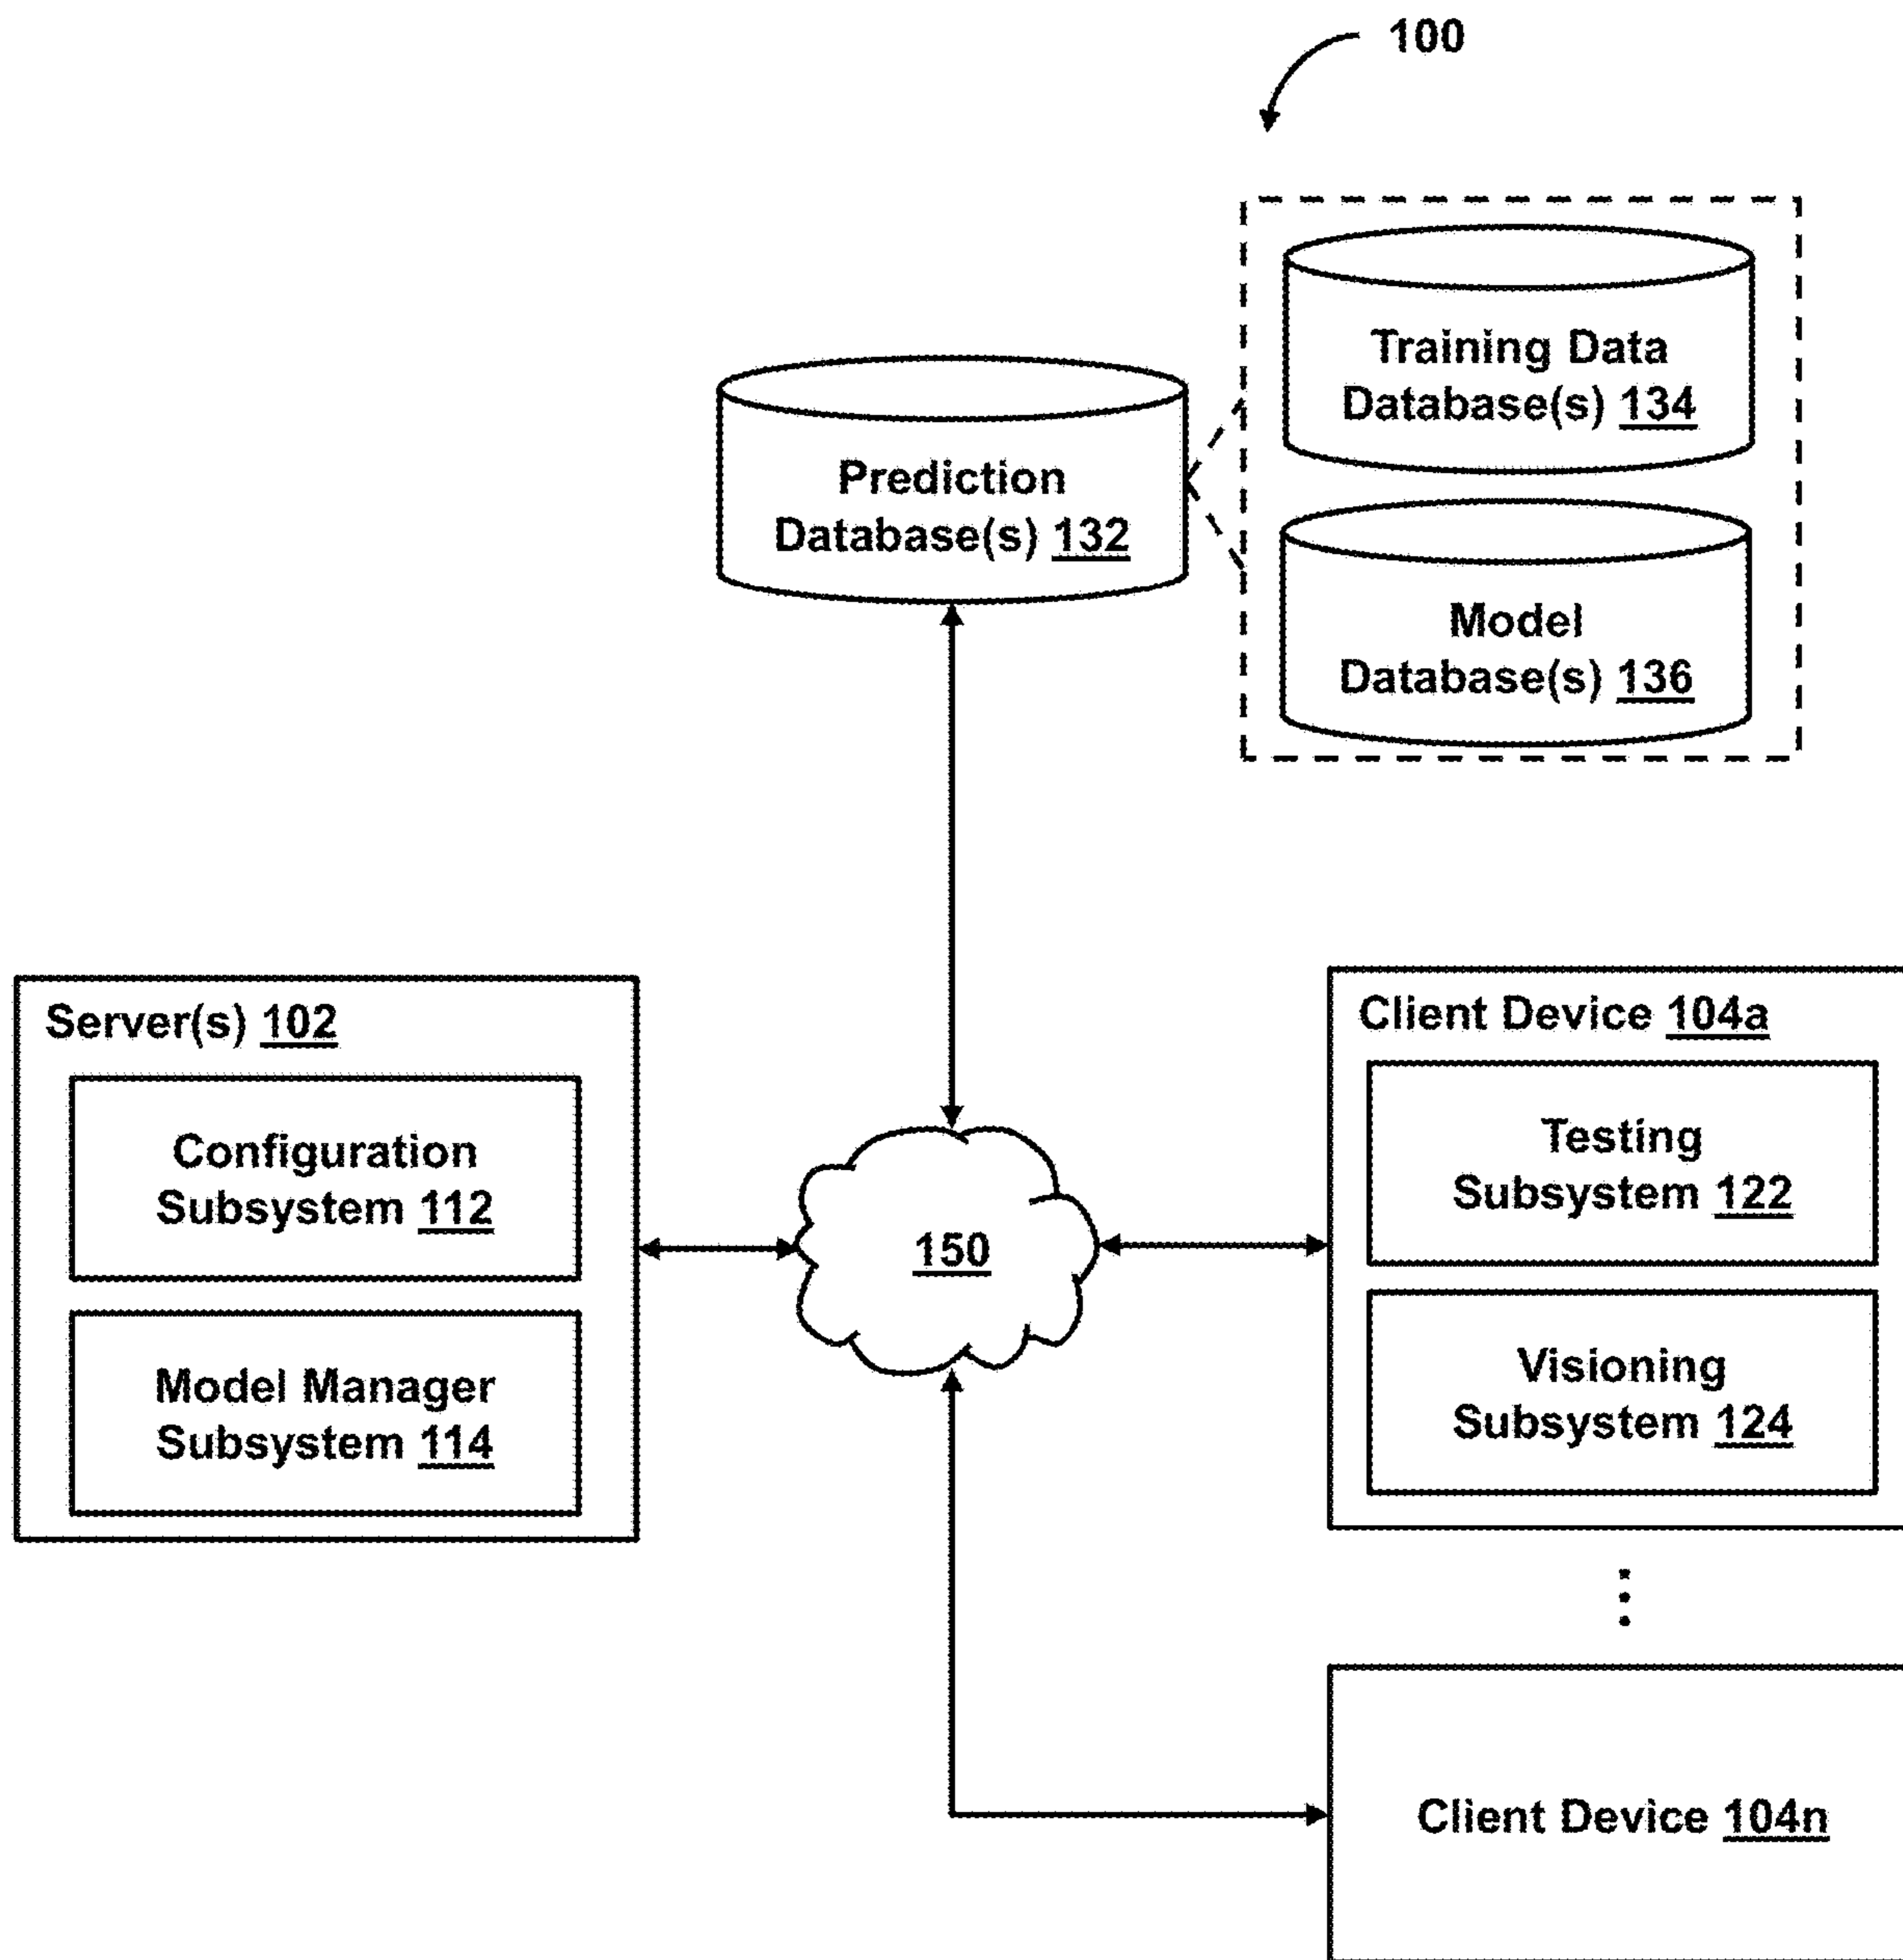 100
Training Data
Database(s) 134
Prediction
Database(s) 132
Model
Database(s) 136
Server(s) 102
Configuration
Subsystem 112
Model Manager
Subsystem 114
150
Client Device 104a
Testing
Subsystem 122
Visioning
Subsystem 124
Client Device 104n